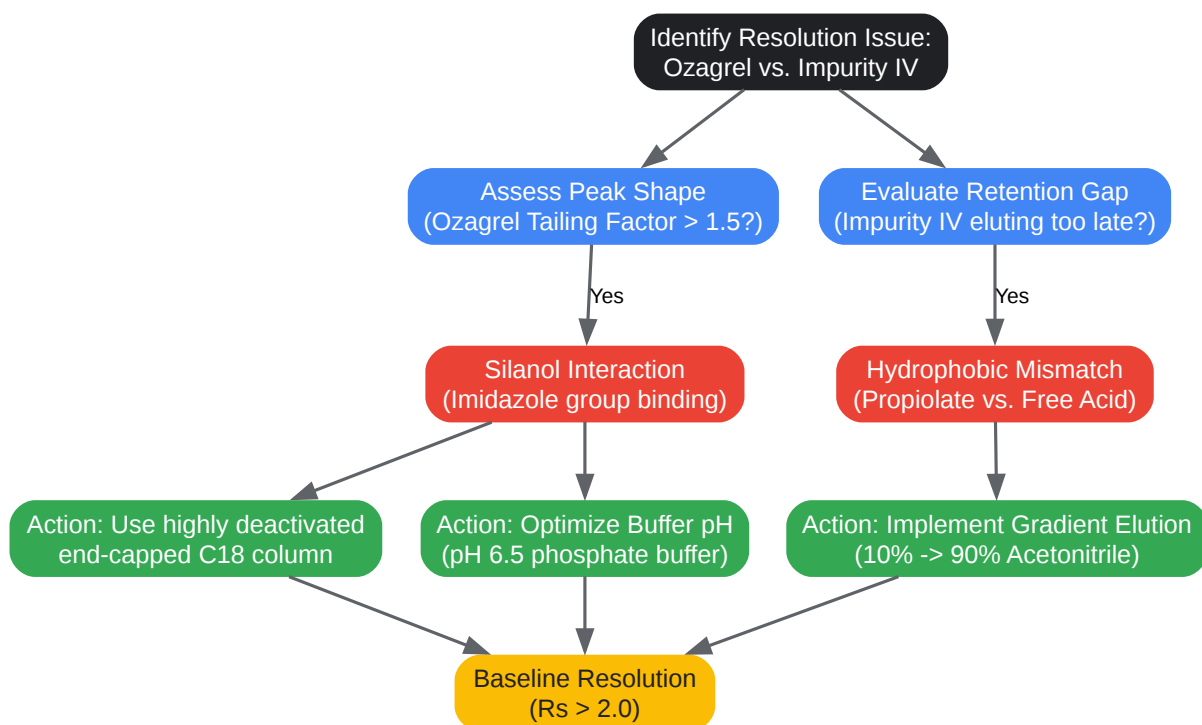 Identify Resolution Issue:
Ozagrel vs. Impurity IV
Assess Peak Shape
(Ozagrel Tailing Factor > 1.5?)
Evaluate Retention Gap
(Impurity IV eluting too late?)
Yes
Yes
Silanol Interaction
(Imidazole group binding)
Hydrophobic Mismatch
(Propiolate vs. Free Acid)
Action: Use highly deactivated
end-capped C18 column
Action: Optimize Buffer pH
(pH 6.5 phosphate buffer)
Action: Implement Gradient Elution
(10% -> 90% Acetonitrile)
Baseline Resolution
(Rs > 2.0)